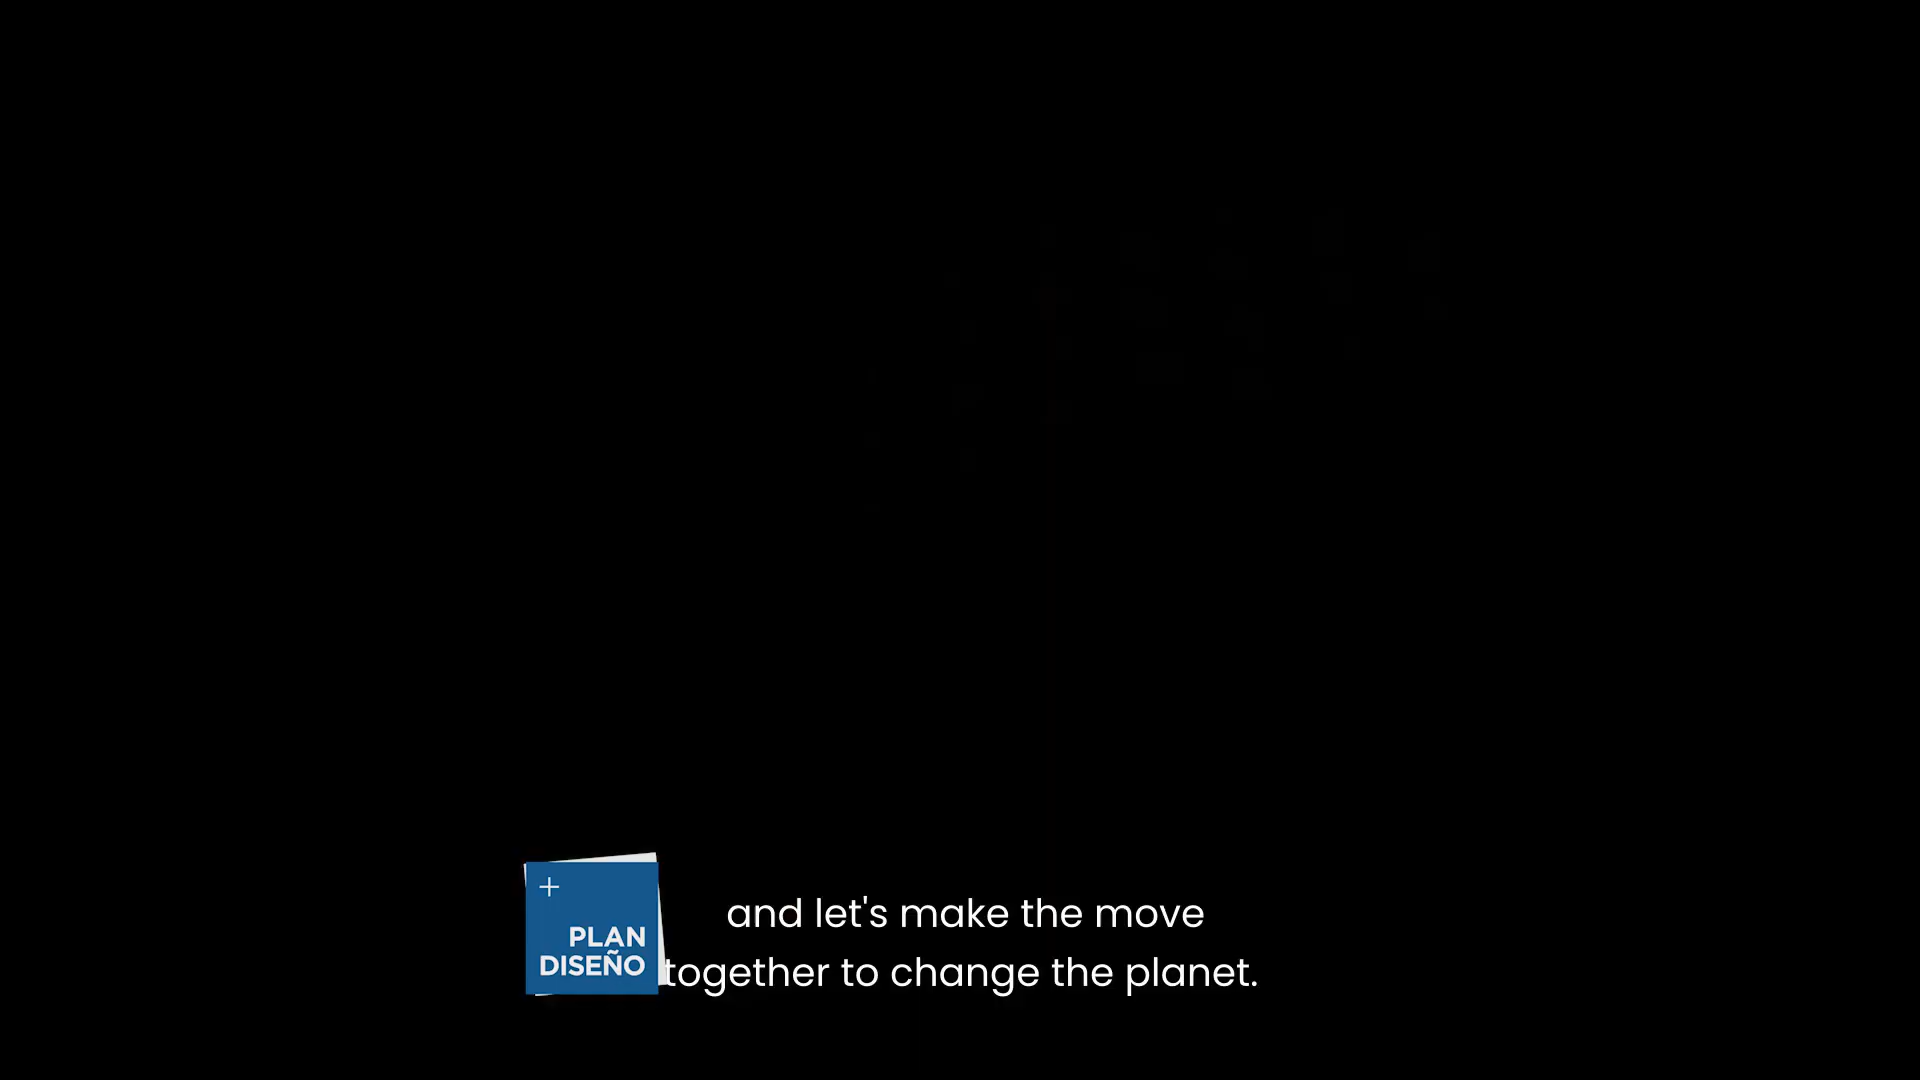 +
PLAN
DISEÑO
and let's make the move
together to change the planet.